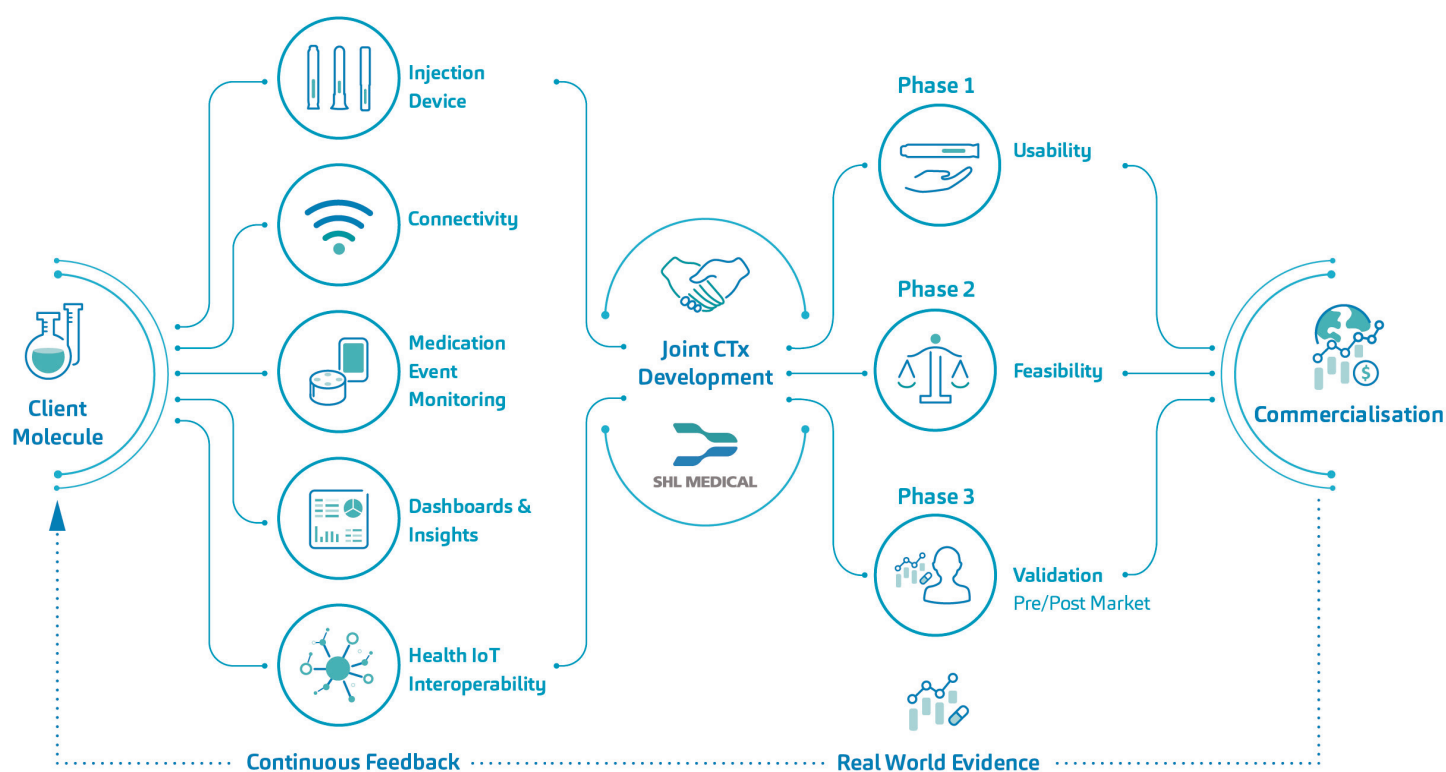 Client
Molecule
Injection
Device
Connectivity
Medication
Event
Monitoring
Dashboards &
Insights
Health IoT
Interoperability
Joint CTx
Development
SHL MEDICAL
Phase 1
Usability
Phase 2
Feasibility
Phase 3
Validation
Pre/Post Market
$
Commercialisation
Continuous Feedback
Real World Evidence